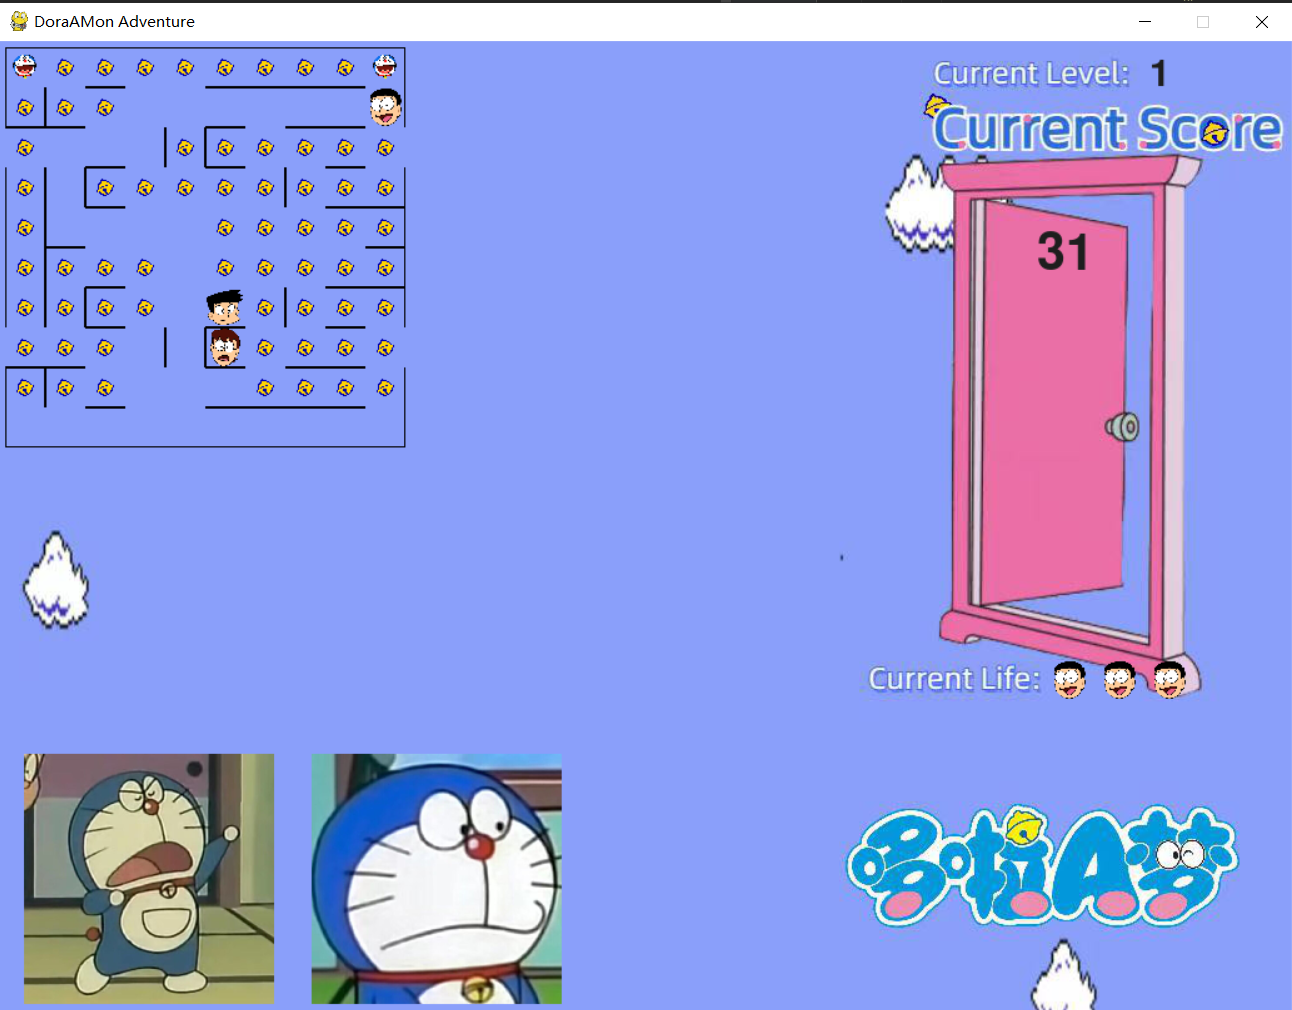 DoraAMon Adventure
Current Level: 1
Current Score
31
Current Life:
哆啦A梦